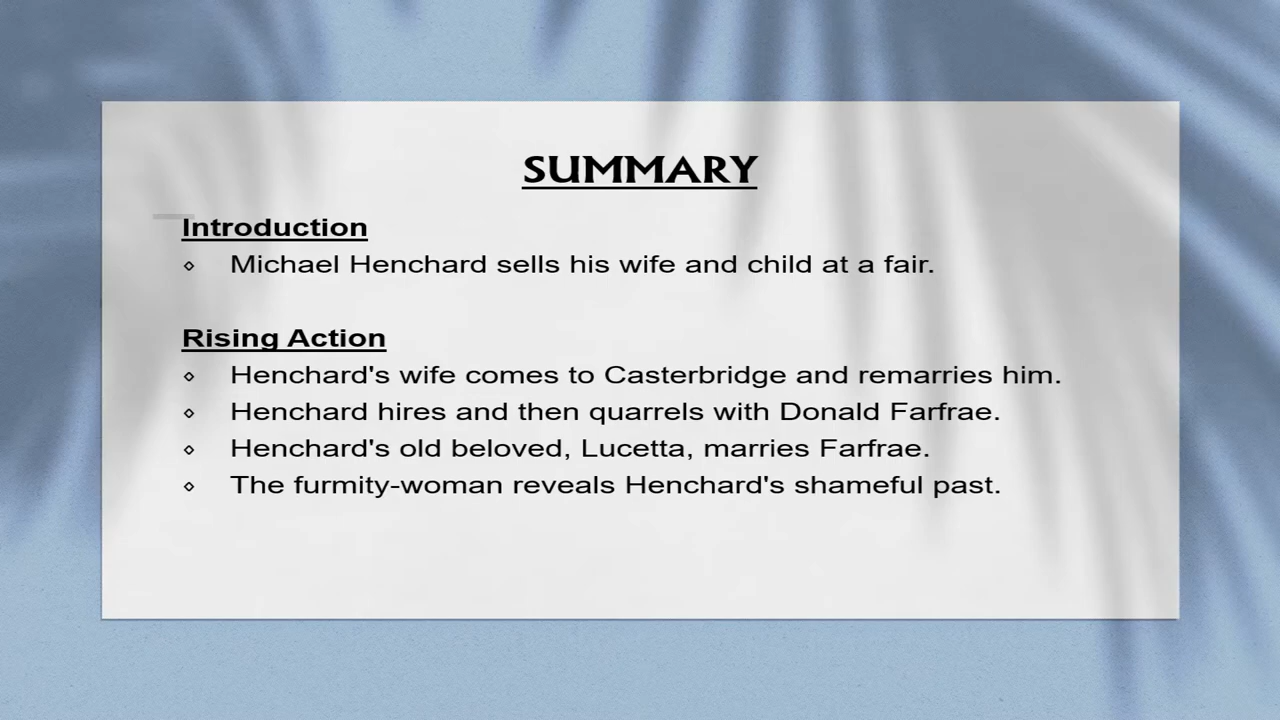 SUMMARY
Introduction
⋄ Michael Henchard sells his wife and child at a fair.
Rising Action
⋄ Henchard's wife comes to Casterbridge and remarries him.
⋄ Henchard hires and then quarrels with Donald Farfrae.
⋄ Henchard's old beloved, Lucetta, marries Farfrae.
⋄ The furmity-woman reveals Henchard's shameful past.